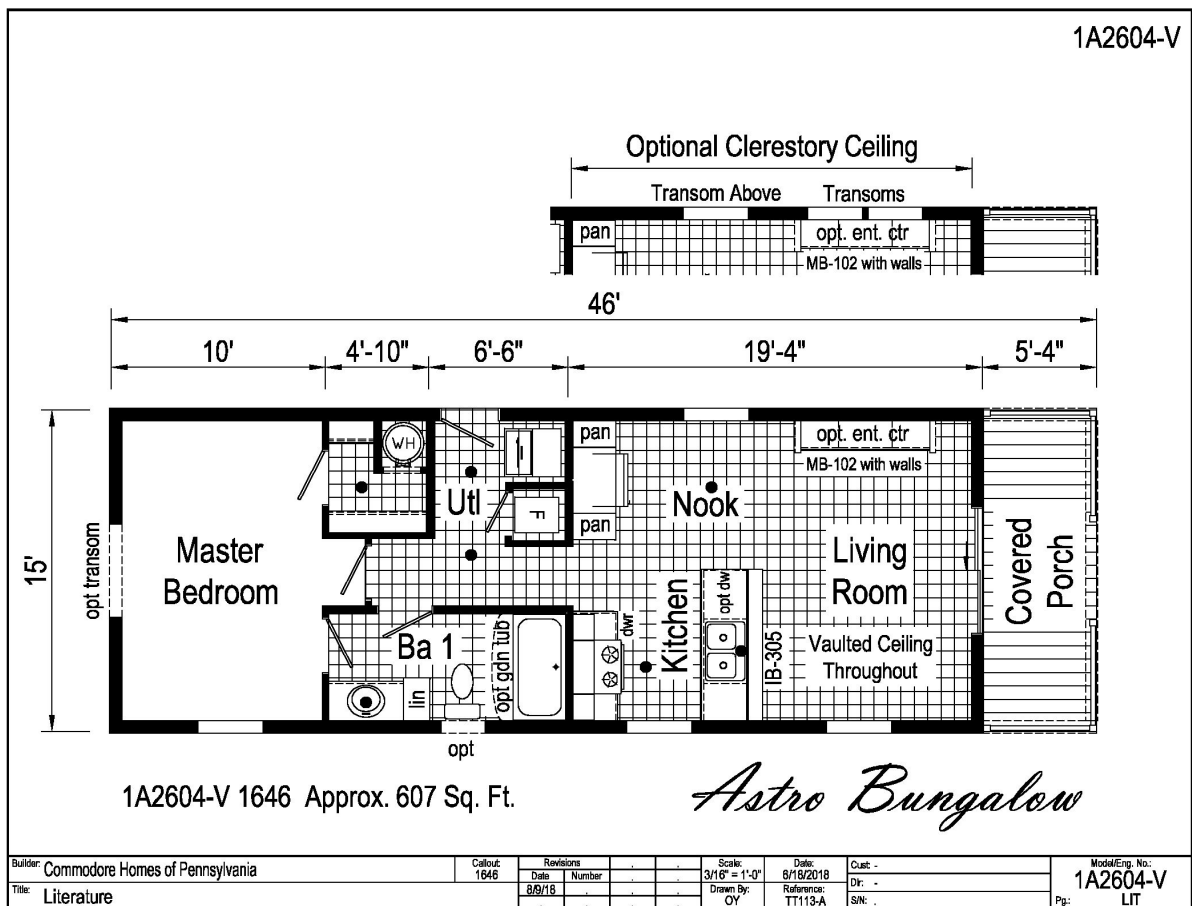 1A2604-V
Optional Clerestory Ceiling
Transom Above
Transoms
pan
opt. ent. ctr
MB-102 with walls
46'
10'
4'-10"
6'-6"
19'-4"
5'-4"
15'
opt transom
Master
Bedroom
WH
Utl
F
pan
pan
opt. ent. ctr
MB-102 with walls
Nook
Living
Room
Vaulted Ceiling
Throughout
Covered
Porch
Kitchen
dwr
opt dw
IB-305
Ba 1
lin
opt gdn tub
opt
1A2604-V 1646 Approx. 607 Sq. Ft.
Astro Bungalow
Builder: Commodore Homes of Pennsylvania
Title: Literature
Callout:
1646
Revisions
Date Number
8/9/18
Scale:
3/16" = 1'-0"
Drawn By:
OY
Date:
6/18/2018
Reference:
TT113-A
Cust: -
Dir: -
S/N: .
Model/Eng. No.:
1A2604-V
Pg.: LIT